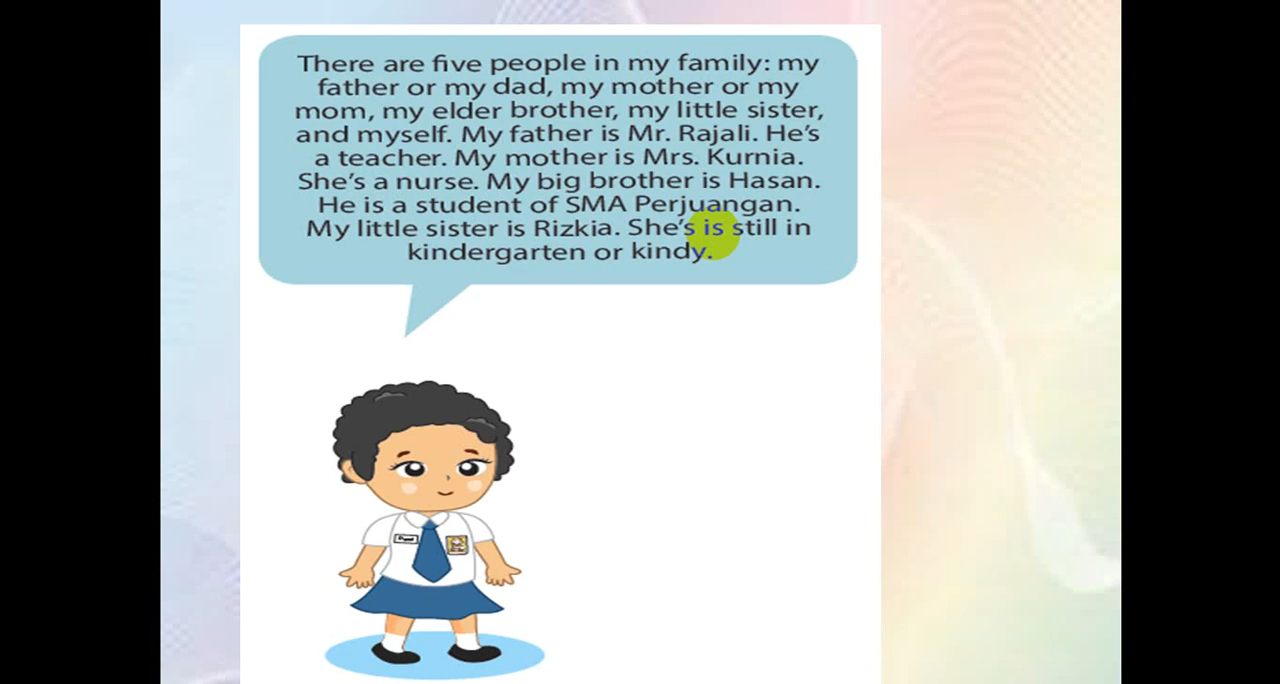 There are five people in my family: my
father or my dad, my mother or my
mom, my elder brother, my little sister,
and myself. My father is Mr. Rajali. He’s
a teacher. My mother is Mrs. Kurnia.
She’s a nurse. My big brother is Hasan.
He is a student of SMA Perjuangan.
My little sister is Rizkia. She’s is still in
kindergarten or kindy.